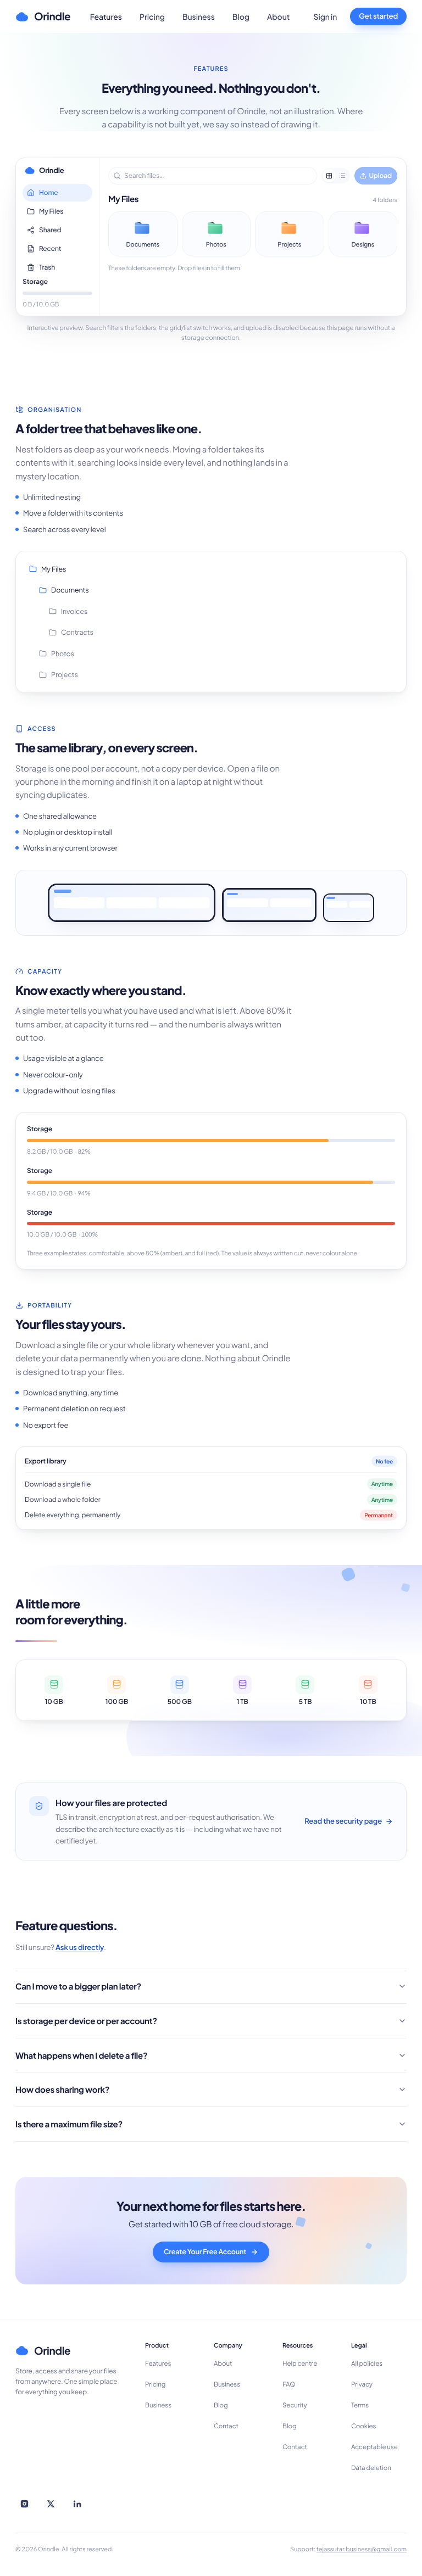 Orindle
Features
Pricing
Business
Blog
About
Sign in
Get started
FEATURES
Everything you need. Nothing you don't.
Every screen below is a working component of Orindle, not an illustration. Where
a capability is not built yet, we say so instead of drawing it.
Orindle
Home
My Files
Shared
Recent
Trash
Storage
0 B / 10.0 GB
Search files…
Upload
My Files
4 folders
Documents
Photos
Projects
Designs
These folders are empty. Drop files in to fill them.
Interactive preview. Search filters the folders, the grid/list switch works, and upload is disabled because this page runs without a
storage connection.
ORGANISATION
A folder tree that behaves like one.
Nest folders as deep as your work needs. Moving a folder takes its
contents with it, searching looks inside every level, and nothing lands in a
mystery location.
Unlimited nesting
Move a folder with its contents
Search across every level
My Files
Documents
Invoices
Contracts
Photos
Projects
ACCESS
The same library, on every screen.
Storage is one pool per account, not a copy per device. Open a file on
your phone in the morning and finish it on a laptop at night without
syncing duplicates.
One shared allowance
No plugin or desktop install
Works in any current browser
CAPACITY
Know exactly where you stand.
A single meter tells you what you have used and what is left. Above 80% it
turns amber, at capacity it turns red — and the number is always written
out too.
Usage visible at a glance
Never colour-only
Upgrade without losing files
Storage
8.2 GB / 10.0 GB · 82%
Storage
9.4 GB / 10.0 GB · 94%
Storage
10.0 GB / 10.0 GB · 100%
Three example states: comfortable, above 80% (amber), and full (red). The value is always written out, never colour alone.
PORTABILITY
Your files stay yours.
Download a single file or your whole library whenever you want, and
delete your data permanently when you are done. Nothing about Orindle
is designed to trap your files.
Download anything, any time
Permanent deletion on request
No export fee
Export library
No fee
Download a single file
Anytime
Download a whole folder
Anytime
Delete everything, permanently
Permanent
A little more
room for everything.
10 GB
100 GB
500 GB
1 TB
5 TB
10 TB
How your files are protected
TLS in transit, encryption at rest, and per-request authorisation. We
describe the architecture exactly as it is — including what we have not
certified yet.
Read the security page
Feature questions.
Still unsure? Ask us directly.
Can I move to a bigger plan later?
Is storage per device or per account?
What happens when I delete a file?
How does sharing work?
Is there a maximum file size?
Your next home for files starts here.
Get started with 10 GB of free cloud storage.
Create Your Free Account
Orindle
Store, access and share your files
from anywhere. One simple place
for everything you keep.
Product
Features
Pricing
Business
Company
About
Business
Blog
Contact
Resources
Help centre
FAQ
Security
Blog
Contact
Legal
All policies
Privacy
Terms
Cookies
Acceptable use
Data deletion
© 2026 Orindle. All rights reserved.
Support: tejassutar.business@gmail.com